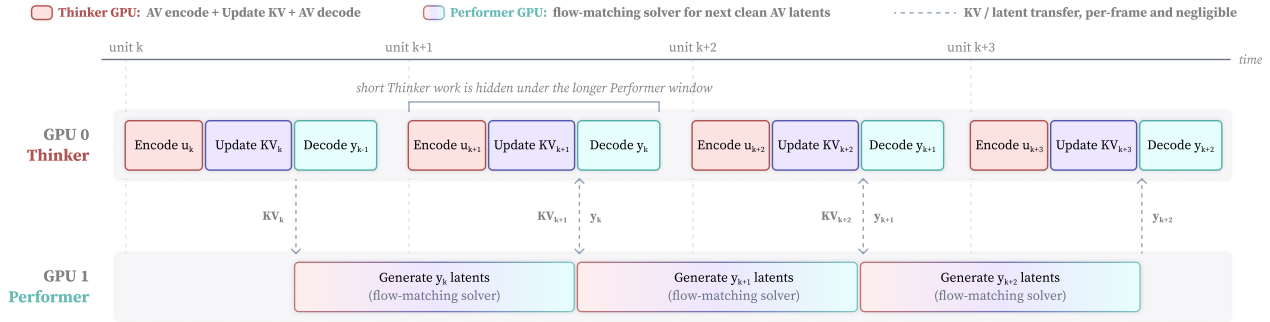 Thinker GPU: AV encode + Update KV + AV decode
Performer GPU: flow-matching solver for next clean AV latents
KV / latent transfer, per-frame and negligible
unit k
unit k+1
unit k+2
unit k+3
time
short Thinker work is hidden under the longer Performer window
GPU 0
Thinker
Encode uₖ
Update KVₖ
Decode yₖ₋₁
Encode uₖ₊₁
Update KVₖ₊₁
Decode yₖ
Encode uₖ₊₂
Update KVₖ₊₂
Decode yₖ₊₁
Encode uₖ₊₃
Update KVₖ₊₃
Decode yₖ₊₂
KVₖ
KVₖ₊₁
yₖ
KVₖ₊₂
yₖ₊₁
yₖ₊₂
GPU 1
Performer
Generate yₖ latents
(flow-matching solver)
Generate yₖ₊₁ latents
(flow-matching solver)
Generate yₖ₊₂ latents
(flow-matching solver)